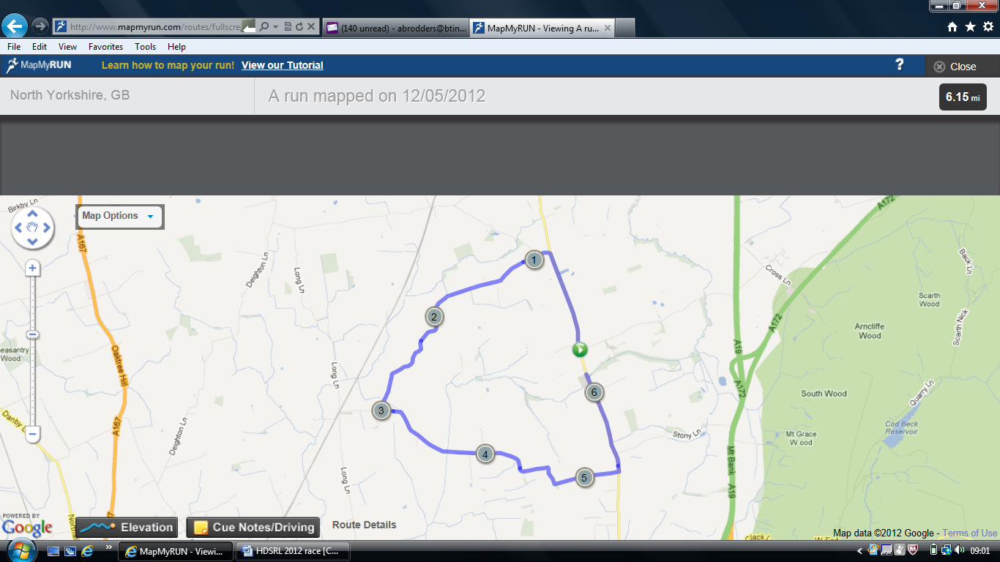 http://www.mapmyrun.com/routes/fullscre
(140 unread) - abrodders@btin...
MapMyRUN - Viewing A ru...
File Edit View Favorites Tools Help
MapMyRUN
Learn how to map your run! View our Tutorial
? Close
North Yorkshire, GB
A run mapped on 12/05/2012
6.15 mi
Birkby Ln
Map Options
A172
A167
Deighton Ln
Long Ln
Back Ln
Cross Ln
1
Scarth
Wood
2
A172
Arncliffe
Wood
Scarth Nick
easantry
Wood
Oaktree Hill
Long Ln
A19
A172
6
South Wood
Quarry Ln
3
Danby L
A167
Deighton Ln
Stony Ln
Cod Beck
Reservoir
Mt Grace
Wood
4
Mt Bank
5
Long Ln
A19
POWERED BY
Google
Elevation
Cue Notes/Driving
Route Details
Map data ©2012 Google - Terms of Use
MapMyRUN - Viewi...
HDSRL 2012 race [C...
09:01